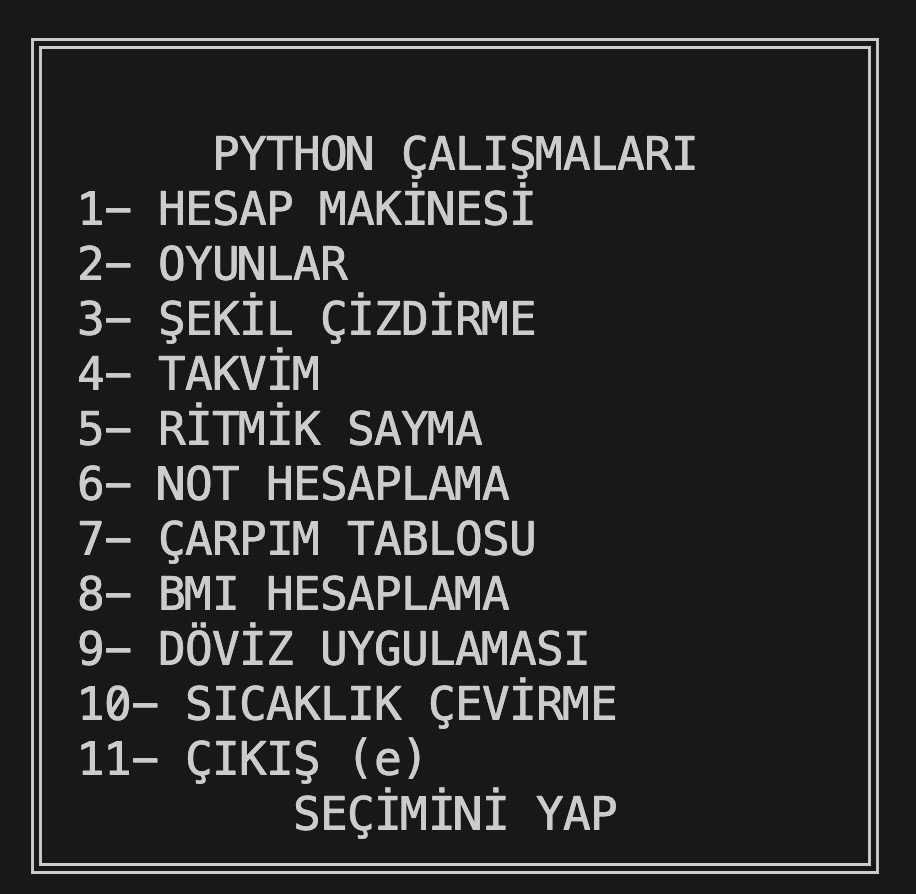 PYTHON ÇALIŞMALARI
1- HESAP MAKİNESİ
2- OYUNLAR
3- ŞEKİL ÇİZDİRME
4- TAKVİM
5- RİTMİK SAYMA
6- NOT HESAPLAMA
7- ÇARPIM TABLOSU
8- BMI HESAPLAMA
9- DÖVİZ UYGULAMASI
10- SICAKLIK ÇEVİRME
11- ÇIKIŞ (e)
SEÇİMİNİ YAP